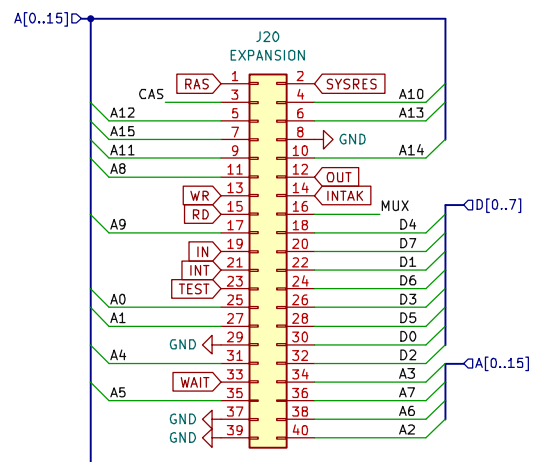 A[0..15]
J20
EXPANSION
RAS 1 2 SYSRES
CAS 3 4 A10
A12 5 6 A13
A15 7 8 GND
A11 9 10 A14
A8 11 12 OUT
WR 13 14 INTAK
RD 15 16 MUX D[0..7]
A9 17 18 D4
IN 19 20 D7
INT 21 22 D1
TEST 23 24 D6
A0 25 26 D3
A1 27 28 D5
GND 29 30 D0
A4 31 32 D2 A[0..15]
WAIT 33 34 A3
A5 35 36 A7
GND 37 38 A6
GND 39 40 A2